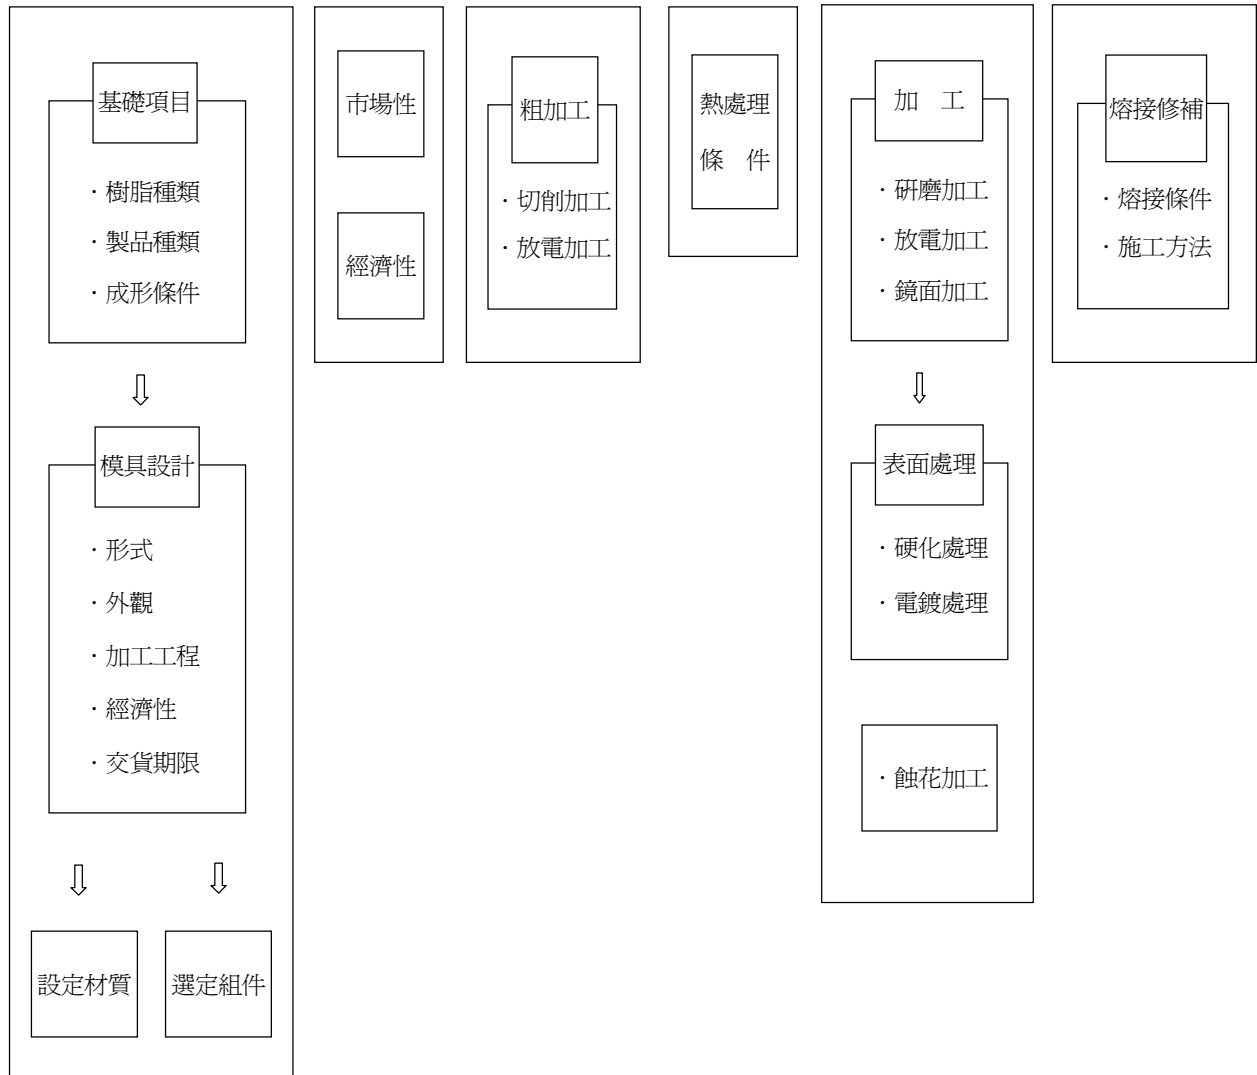 基礎項目
・樹脂種類
・製品種類
・成形條件
模具設計
・形式
・外觀
・加工工程
・經濟性
・交貨期限
設定材質
選定組件
市場性
經濟性
粗加工
・切削加工
・放電加工
熱處理
條　件
加　工
・研磨加工
・放電加工
・鏡面加工
表面處理
・硬化處理
・電鍍處理
・蝕花加工
熔接修補
・熔接條件
・施工方法